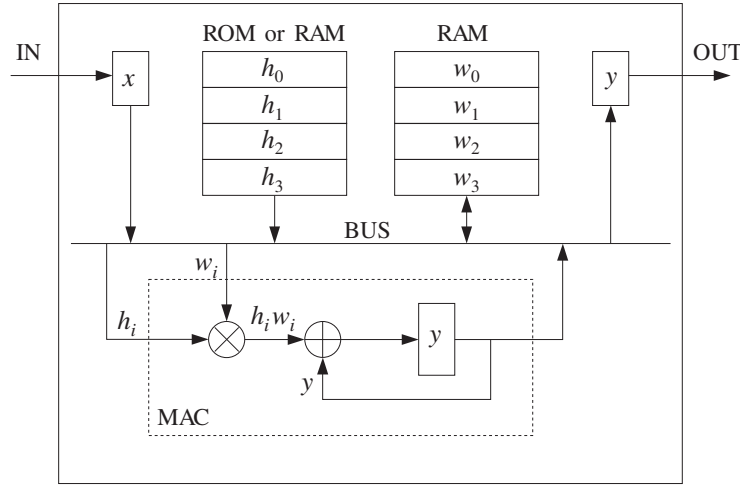 ROM or RAM
RAM
IN
OUT
x
h₀
w₀
y
h₁
w₁
h₂
w₂
h₃
w₃
BUS
wᵢ
hᵢ
hᵢwᵢ
y
y
MAC